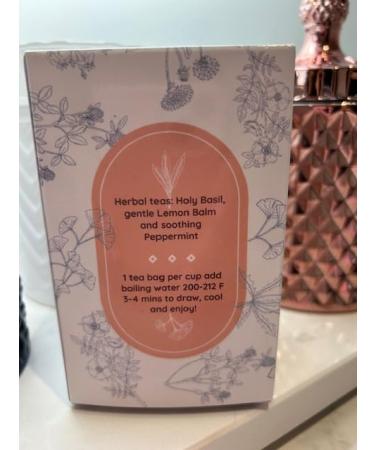 Herbal teas: Holy Basil,
gentle Lemon Balm
and soothing
Peppermint
1 tea bag per cup add
boiling water 200-212 F
3-4 mins to draw, cool
and enjoy!